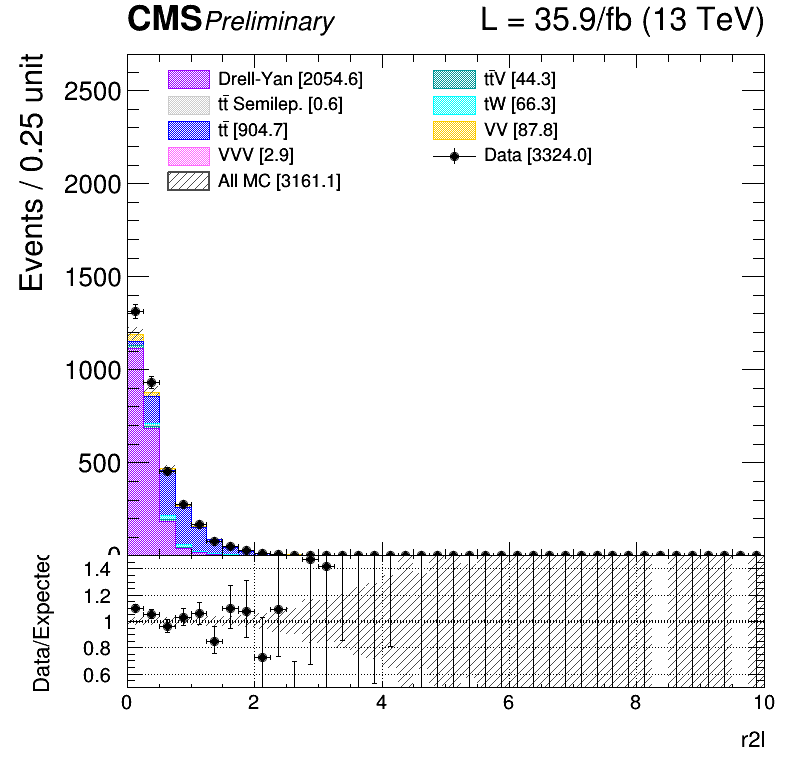 CMS Preliminary L = 35.9/fb (13 TeV)
Events / 0.25 unit
2500
2000
1500
1000
500
0
Drell-Yan [2054.6]
tt̄ Semilep. [0.6]
tt̄ [904.7]
VVV [2.9]
All MC [3161.1]
tt̄V [44.3]
tW [66.3]
VV [87.8]
Data [3324.0]
Data/Expected
1.4
1.2
1
0.8
0.6
0 2 4 6 8 10
r2l